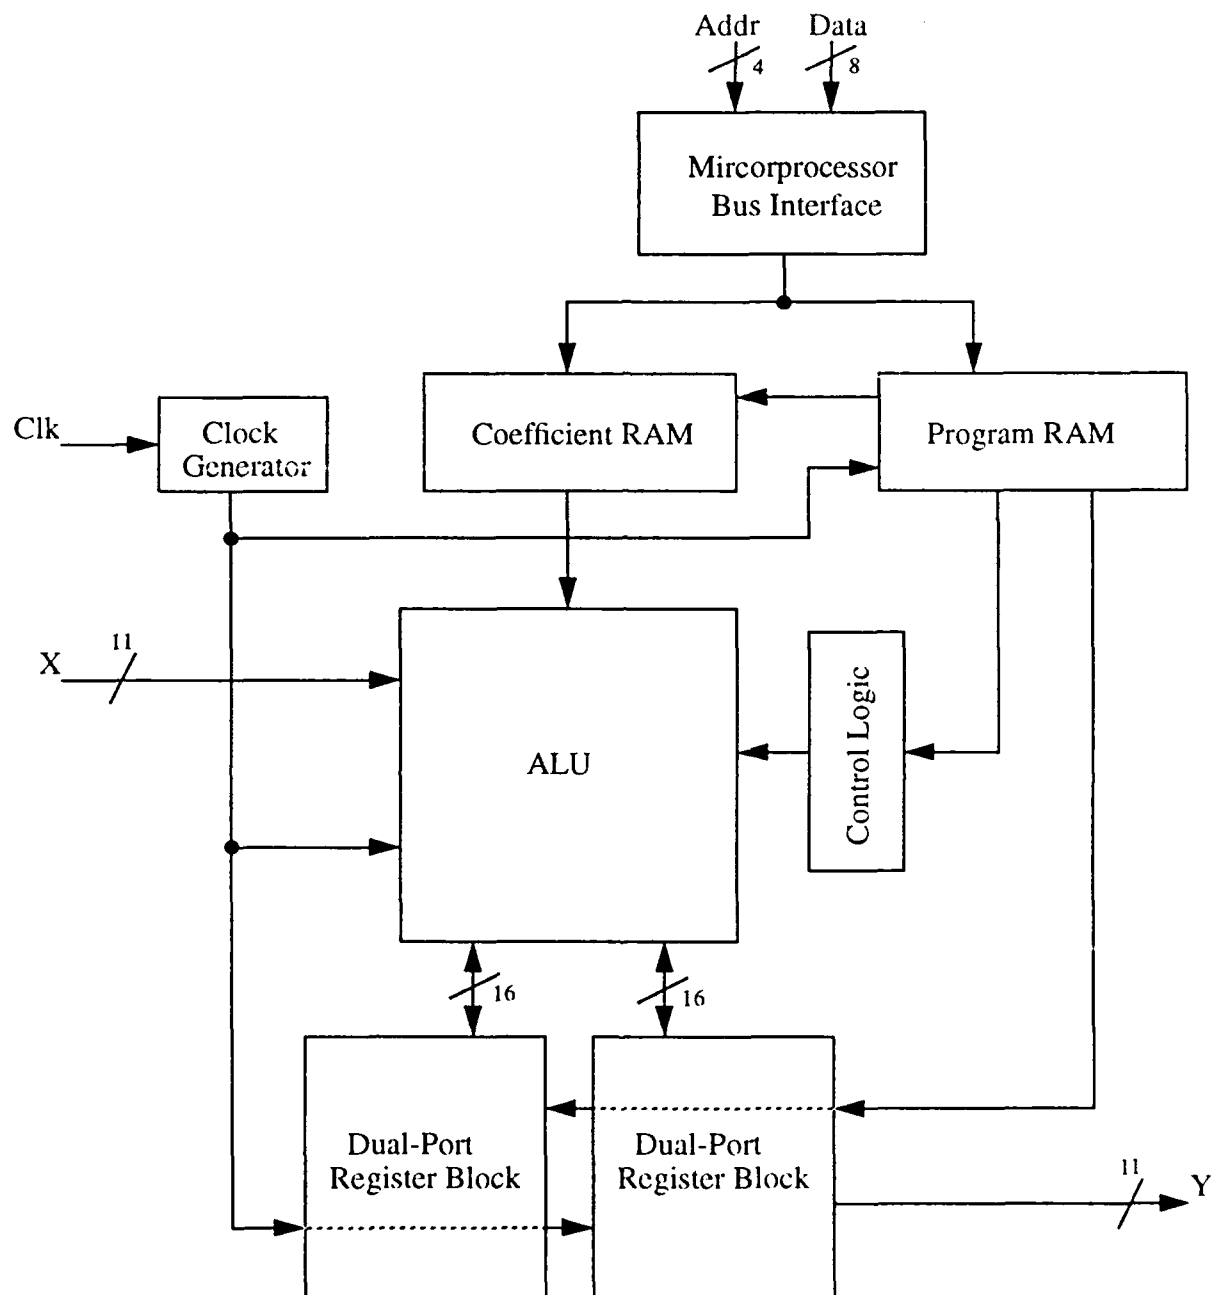 Addr Data
4 8
Mircorprocessor
Bus Interface
Clk
Clock
Generator
Coefficient RAM
Program RAM
11
X
ALU
Control Logic
16 16
Dual-Port
Register Block
Dual-Port
Register Block
11
Y